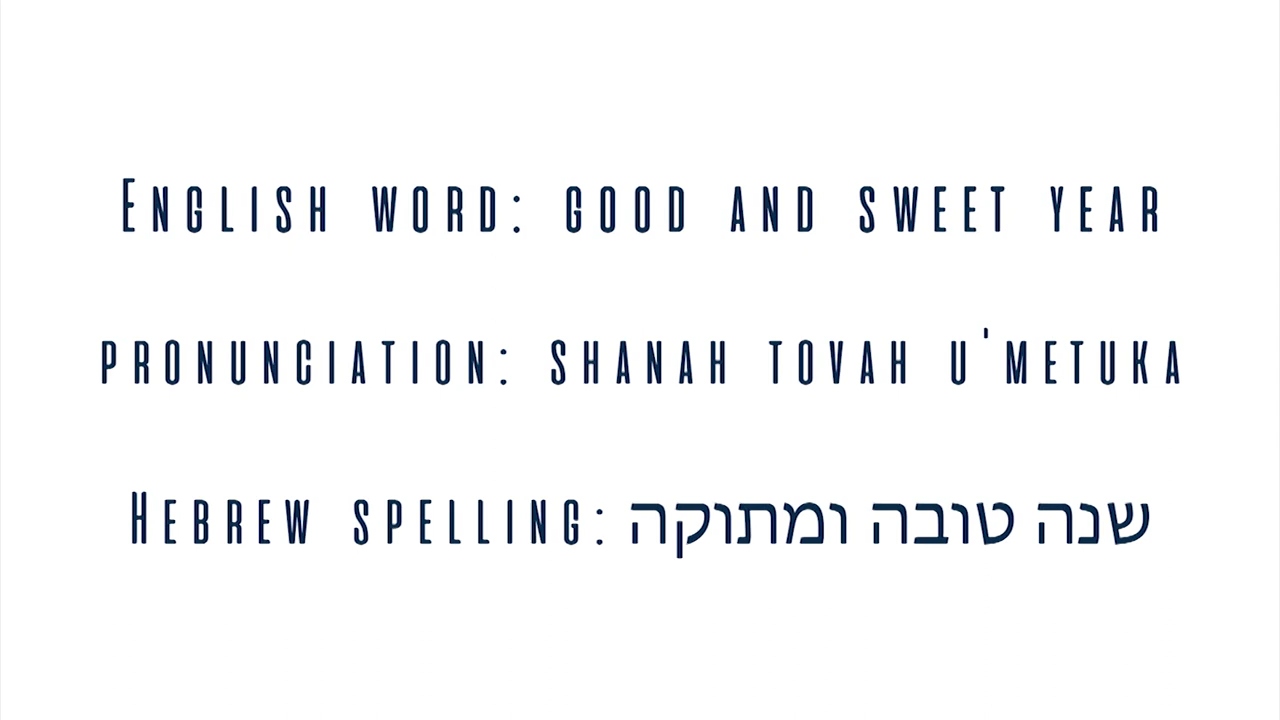 English word: good and sweet year
pronunciation: shanah tovah u'metuka
Hebrew spelling: שנה טובה ומתוקה